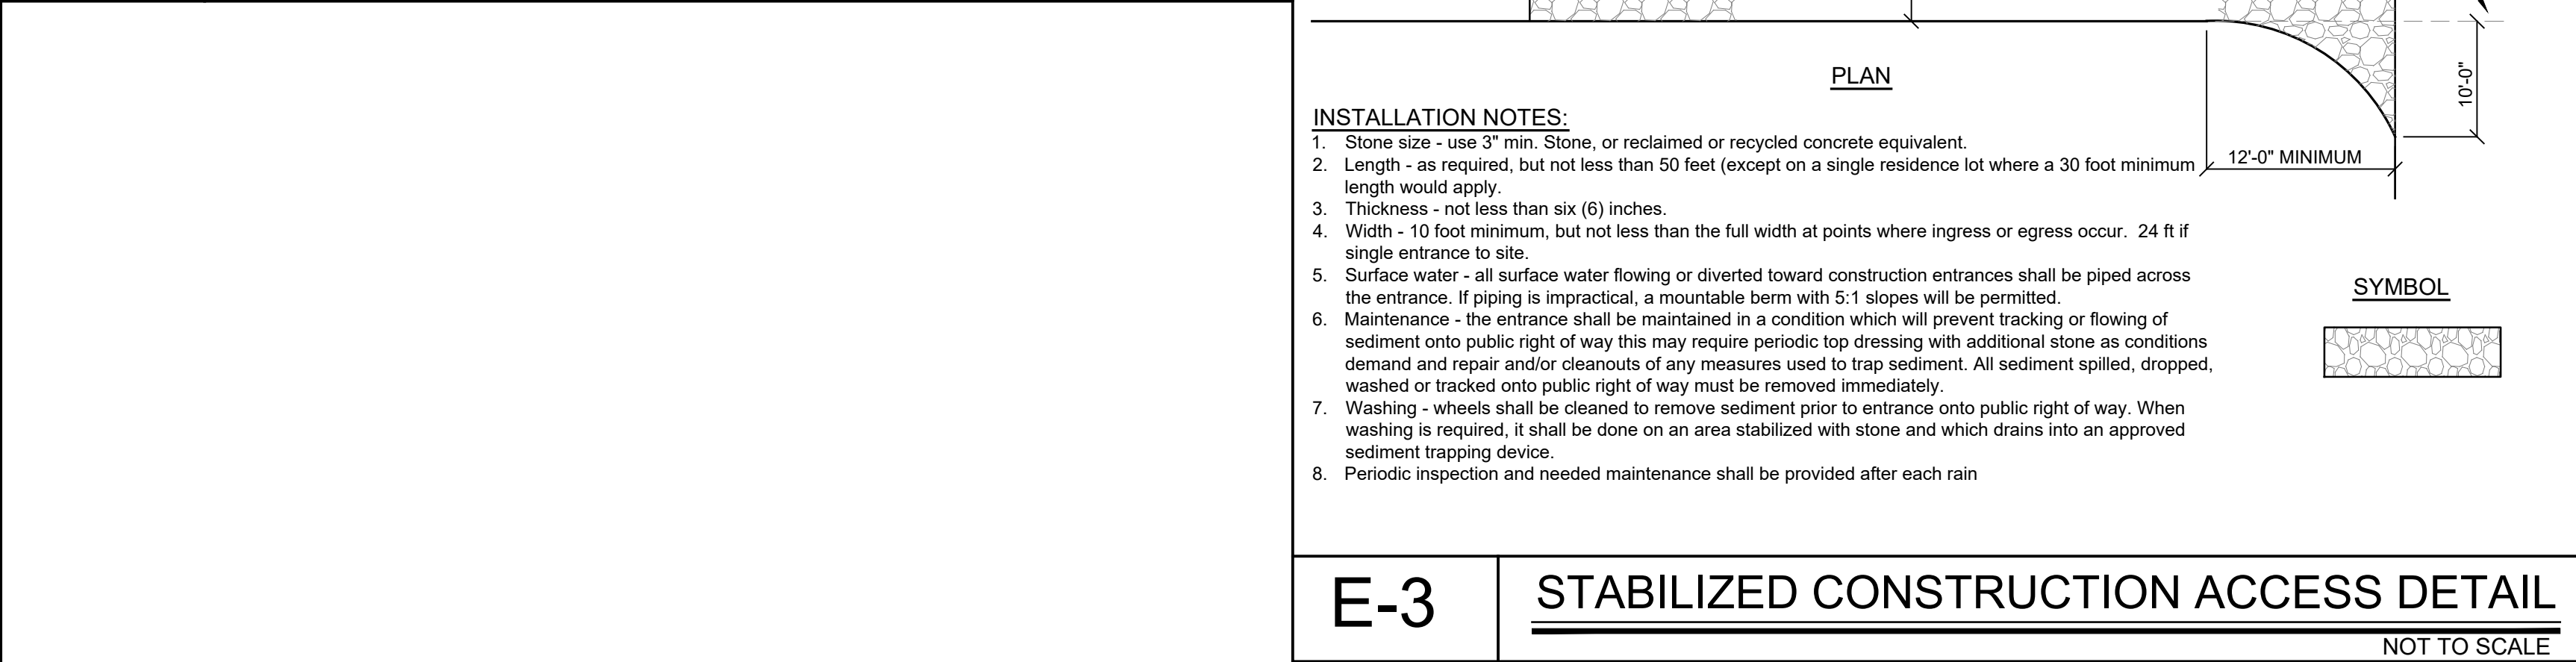 PLAN
10'-0"
12'-0" MINIMUM
INSTALLATION NOTES:
1. Stone size - use 3" min. Stone, or reclaimed or recycled concrete equivalent.
2. Length - as required, but not less than 50 feet (except on a single residence lot where a 30 foot minimum
length would apply.
3. Thickness - not less than six (6) inches.
4. Width - 10 foot minimum, but not less than the full width at points where ingress or egress occur.  24 ft if
single entrance to site.
5. Surface water - all surface water flowing or diverted toward construction entrances shall be piped across
the entrance. If piping is impractical, a mountable berm with 5:1 slopes will be permitted.
6. Maintenance - the entrance shall be maintained in a condition which will prevent tracking or flowing of
sediment onto public right of way this may require periodic top dressing with additional stone as conditions
demand and repair and/or cleanouts of any measures used to trap sediment. All sediment spilled, dropped,
washed or tracked onto public right of way must be removed immediately.
7. Washing - wheels shall be cleaned to remove sediment prior to entrance onto public right of way. When
washing is required, it shall be done on an area stabilized with stone and which drains into an approved
sediment trapping device.
8. Periodic inspection and needed maintenance shall be provided after each rain
SYMBOL
E-3
STABILIZED CONSTRUCTION ACCESS DETAIL
NOT TO SCALE